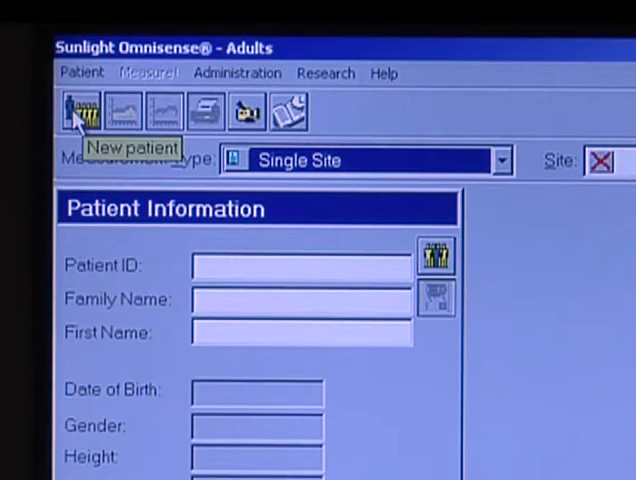 Sunlight Omnisense® - Adults
Patient Measure! Administration Research Help
New patient
Single Site Site:
Patient Information
Patient ID:
Family Name:
First Name:
Date of Birth:
Gender:
Height: